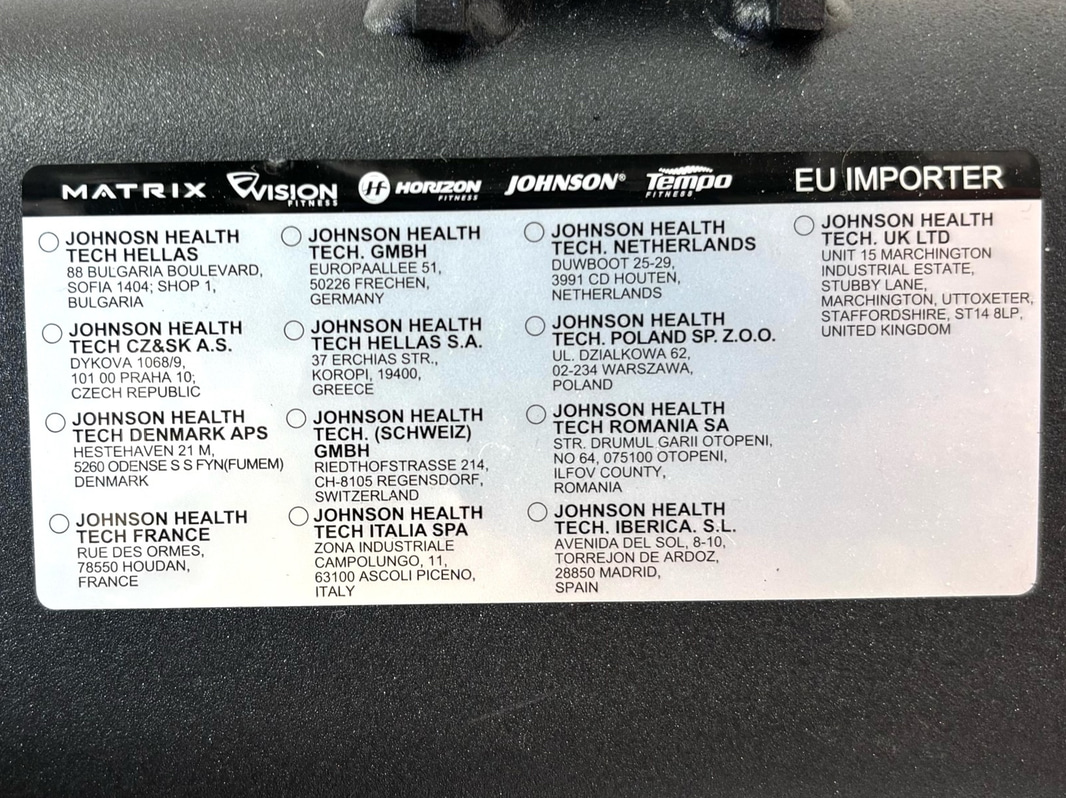 MATRIX VISION FITNESS HORIZON FITNESS JOHNSON® Tempo FITNESS EU IMPORTER
JOHNOSN HEALTH
TECH HELLAS
88 BULGARIA BOULEVARD,
SOFIA 1404; SHOP 1,
BULGARIA
JOHNSON HEALTH
TECH CZ&SK A.S.
DYKOVA 1068/9,
101 00 PRAHA 10;
CZECH REPUBLIC
JOHNSON HEALTH
TECH DENMARK APS
HESTEHAVEN 21 M,
5260 ODENSE S S FYN(FUMEM)
DENMARK
JOHNSON HEALTH
TECH FRANCE
RUE DES ORMES,
78550 HOUDAN,
FRANCE
JOHNSON HEALTH
TECH. GMBH
EUROPAALLEE 51,
50226 FRECHEN,
GERMANY
JOHNSON HEALTH
TECH HELLAS S.A.
37 ERCHIAS STR.,
KOROPI, 19400,
GREECE
JOHNSON HEALTH
TECH. (SCHWEIZ)
GMBH
RIEDTHOFSTRASSE 214,
CH-8105 REGENSDORF,
SWITZERLAND
JOHNSON HEALTH
TECH ITALIA SPA
ZONA INDUSTRIALE
CAMPOLUNGO, 11,
63100 ASCOLI PICENO,
ITALY
JOHNSON HEALTH
TECH. NETHERLANDS
DUWBOOT 25-29,
3991 CD HOUTEN,
NETHERLANDS
JOHNSON HEALTH
TECH. POLAND SP. Z.O.O.
UL. DZIALKOWA 62,
02-234 WARSZAWA,
POLAND
JOHNSON HEALTH
TECH ROMANIA SA
STR. DRUMUL GARII OTOPENI,
NO 64, 075100 OTOPENI,
ILFOV COUNTY,
ROMANIA
JOHNSON HEALTH
TECH. IBERICA. S.L.
AVENIDA DEL SOL, 8-10,
TORREJON DE ARDOZ,
28850 MADRID,
SPAIN
JOHNSON HEALTH
TECH. UK LTD
UNIT 15 MARCHINGTON
INDUSTRIAL ESTATE,
STUBBY LANE,
MARCHINGTON, UTTOXETER,
STAFFORDSHIRE, ST14 8LP,
UNITED KINGDOM